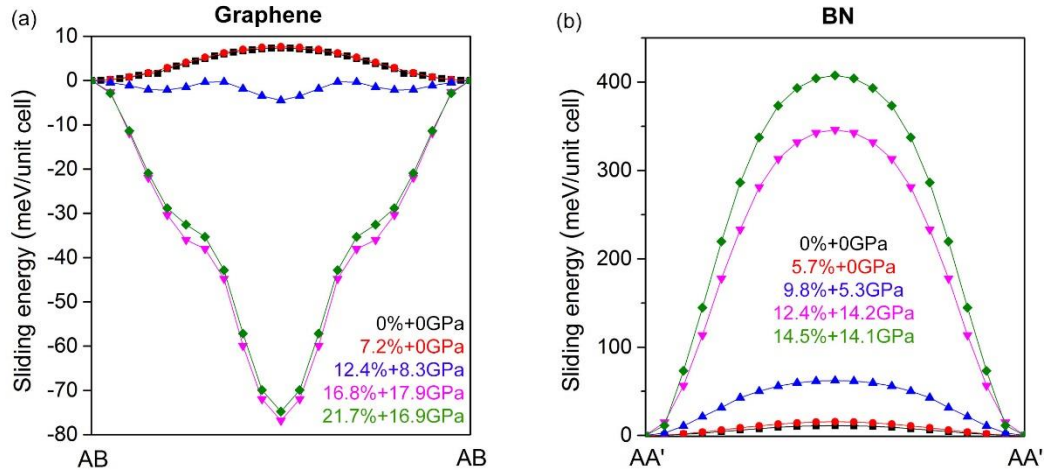 (a)
Graphene
Sliding energy (meV/unit cell)
10
0
-10
-20
-30
-40
-50
-60
-70
-80
0%+0GPa
7.2%+0GPa
12.4%+8.3GPa
16.8%+17.9GPa
21.7%+16.9GPa
AB
AB
(b)
BN
Sliding energy (meV/unit cell)
400
300
200
100
0
0%+0GPa
5.7%+0GPa
9.8%+5.3GPa
12.4%+14.2GPa
14.5%+14.1GPa
AA'
AA'